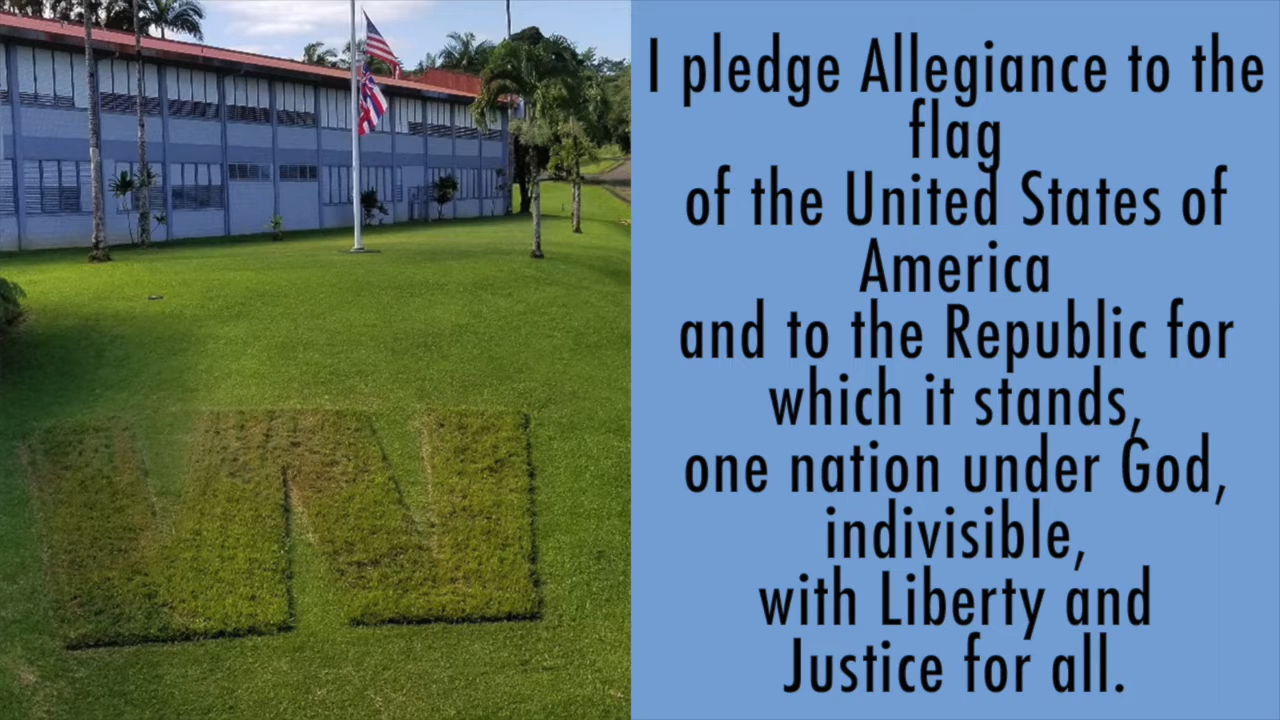 I pledge Allegiance to the
flag
of the United States of
America
and to the Republic for
which it stands,
one nation under God,
indivisible,
with Liberty and
Justice for all.